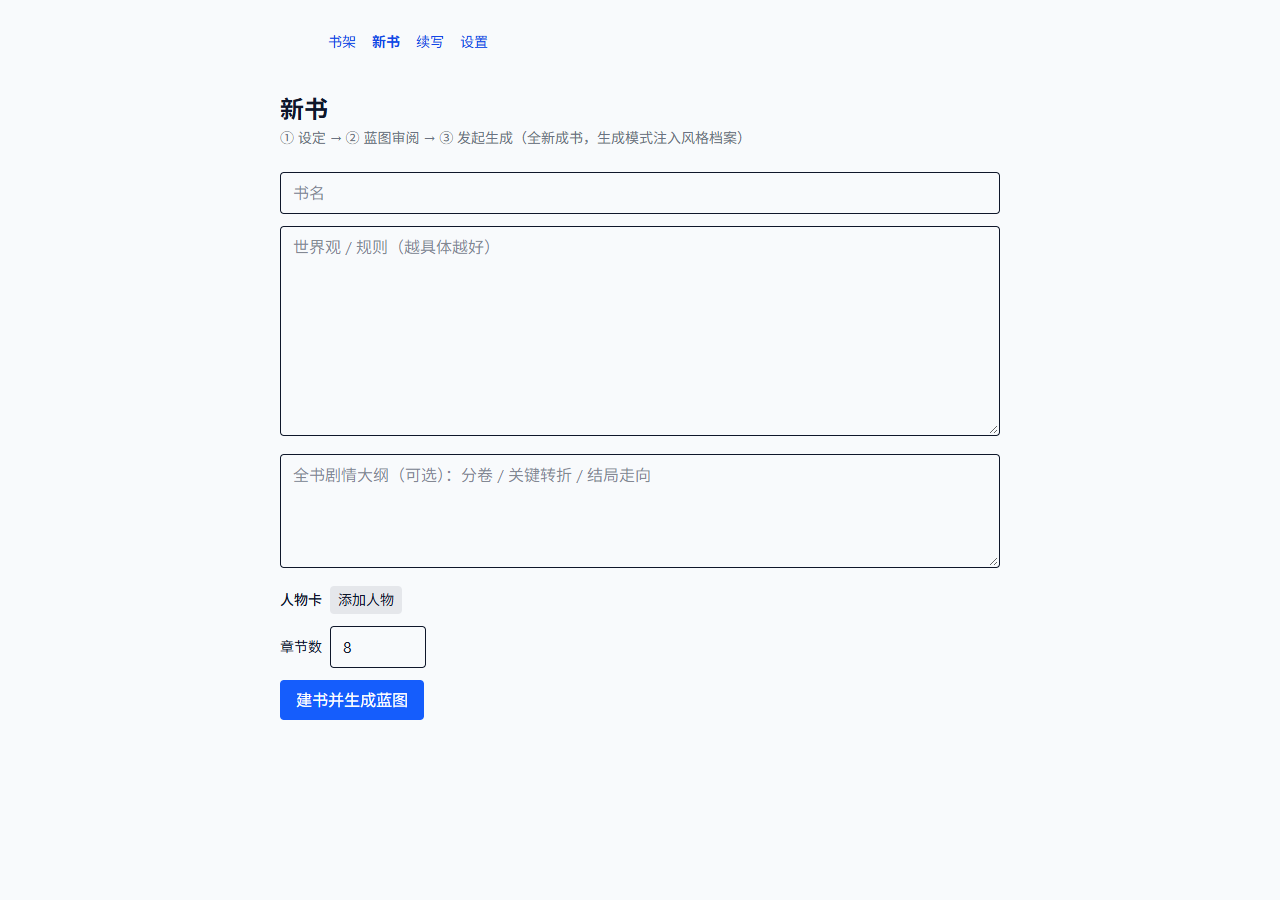 书架 新书 续写 设置
新书
① 设定 → ② 蓝图审阅 → ③ 发起生成（全新成书，生成模式注入风格档案）
书名
世界观 / 规则（越具体越好）
全书剧情大纲（可选）：分卷 / 关键转折 / 结局走向
人物卡 添加人物
章节数 8
建书并生成蓝图